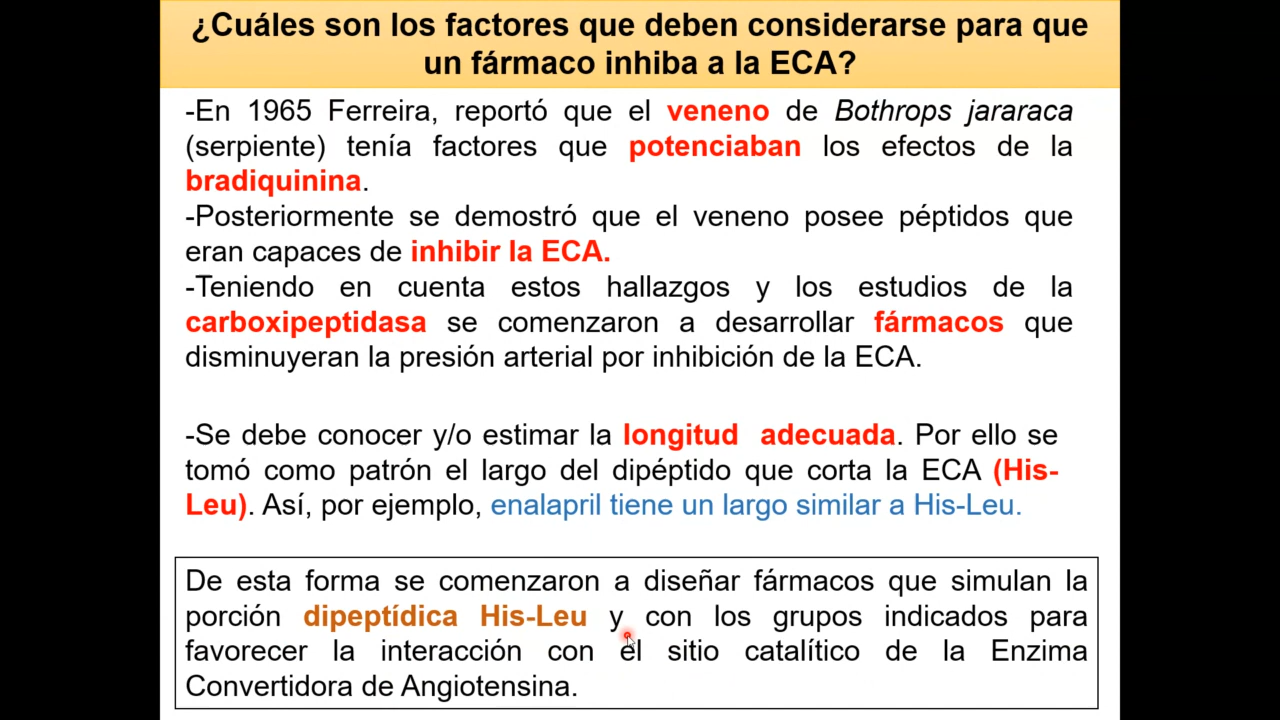 ¿Cuáles son los factores que deben considerarse para que
un fármaco inhiba a la ECA?
-En 1965 Ferreira, reportó que el veneno de Bothrops jararaca
(serpiente) tenía factores que potenciaban los efectos de la
bradiquinina.
-Posteriormente se demostró que el veneno posee péptidos que
eran capaces de inhibir la ECA.
-Teniendo en cuenta estos hallazgos y los estudios de la
carboxipeptidasa se comenzaron a desarrollar fármacos que
disminuyeran la presión arterial por inhibición de la ECA.
-Se debe conocer y/o estimar la longitud adecuada. Por ello se
tomó como patrón el largo del dipéptido que corta la ECA (His-
Leu). Así, por ejemplo, enalapril tiene un largo similar a His-Leu.
De esta forma se comenzaron a diseñar fármacos que simulan la
porción dipeptídica His-Leu y con los grupos indicados para
favorecer la interacción con el sitio catalítico de la Enzima
Convertidora de Angiotensina.